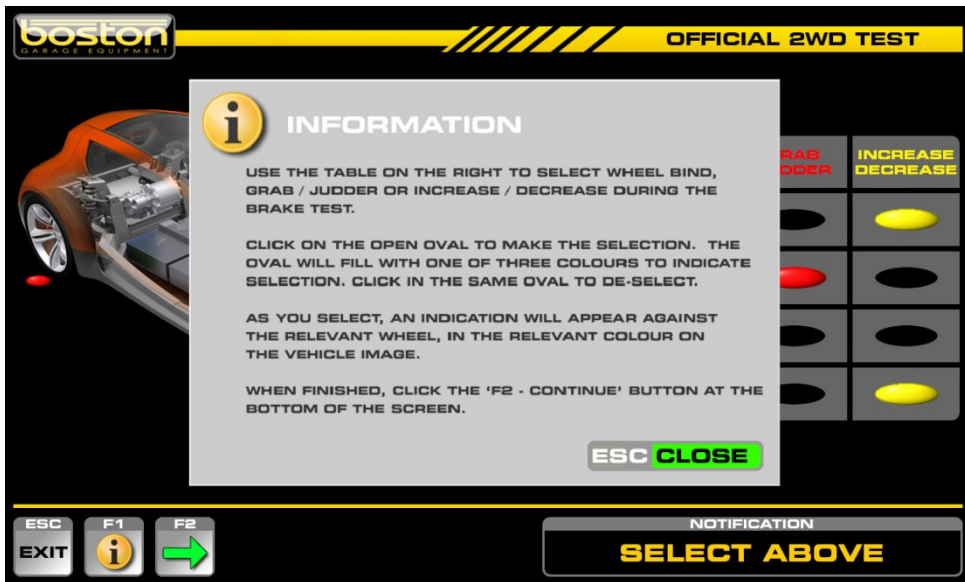 boston
GARAGE EQUIPMENT
OFFICIAL 2WD TEST
INFORMATION
USE THE TABLE ON THE RIGHT TO SELECT WHEEL BIND,
GRAB / JUDDER OR INCREASE / DECREASE DURING THE
BRAKE TEST.
CLICK ON THE OPEN OVAL TO MAKE THE SELECTION. THE
OVAL WILL FILL WITH ONE OF THREE COLOURS TO INDICATE
SELECTION. CLICK IN THE SAME OVAL TO DE-SELECT.
AS YOU SELECT, AN INDICATION WILL APPEAR AGAINST
THE RELEVANT WHEEL, IN THE RELEVANT COLOUR ON
THE VEHICLE IMAGE.
WHEN FINISHED, CLICK THE ‘F2 - CONTINUE’ BUTTON AT THE
BOTTOM OF THE SCREEN.
ESC CLOSE
INCREASE
DECREASE
ESC
EXIT
F1
F2
NOTIFICATION
SELECT ABOVE